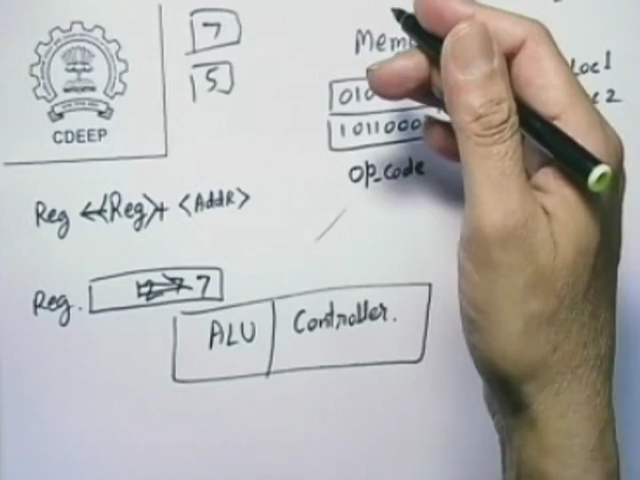 CDEEP
7
5
Mem
010
1011000
Loc1
2
Op_code
Reg ← <Reg> + <Addr>
Reg. 7
ALU
Controller.